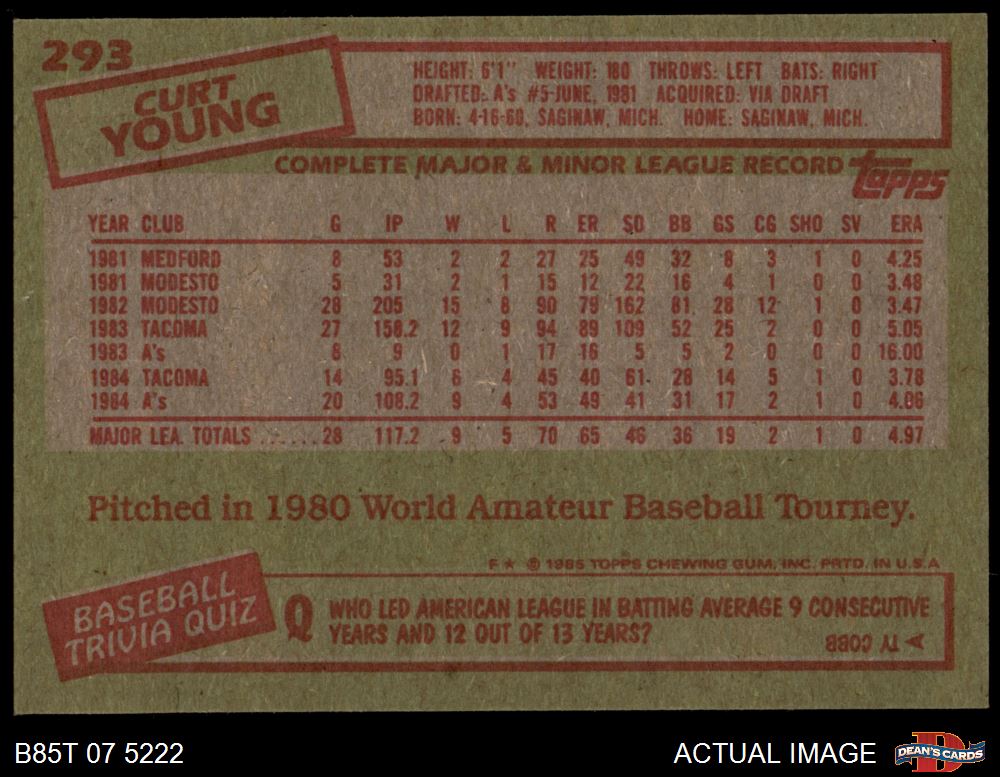 293
CURT
YOUNG
HEIGHT: 6'1" WEIGHT: 180 THROWS: LEFT BATS: RIGHT
DRAFTED: A's #5-JUNE, 1981 ACQUIRED: VIA DRAFT
BORN: 4-16-60, SAGINAW, MICH. HOME: SAGINAW, MICH.
COMPLETE MAJOR & MINOR LEAGUE RECORD topps
YEAR CLUB G IP W L R ER SO BB GS CG SHO SV ERA
1981 MEDFORD 8 53 2 2 27 25 49 32 8 3 1 0 4.25
1981 MODESTO 5 31 2 1 15 12 22 16 4 1 0 0 3.48
1982 MODESTO 28 205 15 8 90 79 162 81 28 12 1 0 3.47
1983 TACOMA 27 158.2 12 9 94 89 109 52 25 2 0 0 5.05
1983 A's 8 9 0 1 17 16 5 5 2 0 0 0 16.00
1984 TACOMA 14 95.1 6 4 45 40 61 28 14 5 1 0 3.78
1984 A's 20 108.2 9 4 53 49 41 31 17 2 1 0 4.06
MAJOR LEA. TOTALS ......28 117.2 9 5 70 65 46 36 19 2 1 0 4.97
Pitched in 1980 World Amateur Baseball Tourney.
F★ © 1985 TOPPS CHEWING GUM, INC. PRTD. IN U.S.A
BASEBALL
TRIVIA QUIZ
Q WHO LED AMERICAN LEAGUE IN BATTING AVERAGE 9 CONSECUTIVE
YEARS AND 12 OUT OF 13 YEARS?
A TY COBB
B85T 07 5222
ACTUAL IMAGE
D
DEAN'S CARDS